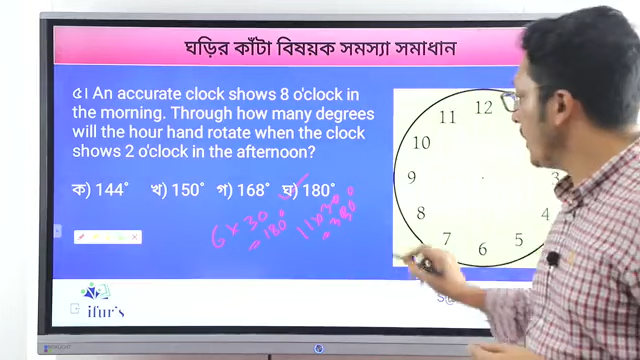 ঘড়ির কাঁটা বিষয়ক সমস্যা সমাধান
৫। An accurate clock shows 8 o'clock in
the morning. Through how many degrees
will the hour hand rotate when the clock
shows 2 o'clock in the afternoon?
ক) 144° খ) 150° গ) 168° ঘ) 180°
6 × 30
= 180°
11 × 30
12
11
10
9
8
7
6
5
4
3
ifur's